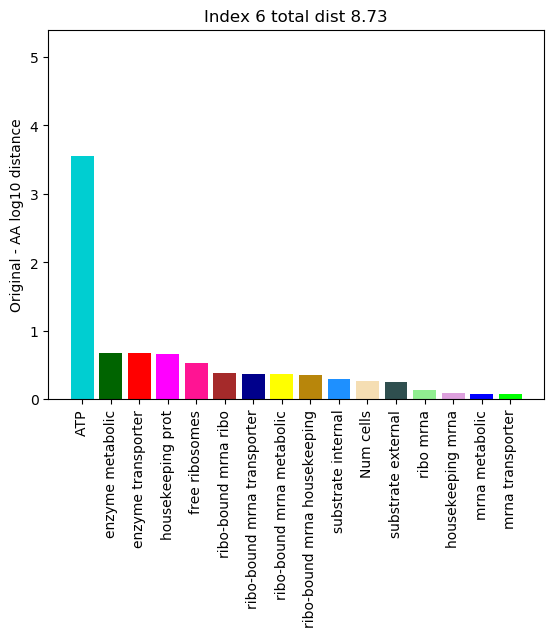 Index 6 total dist 8.73
Original - AA log10 distance
5
4
3
2
1
0
ATP
enzyme metabolic
enzyme transporter
housekeeping prot
free ribosomes
ribo-bound mrna ribo
ribo-bound mrna transporter
ribo-bound mrna metabolic
ribo-bound mrna housekeeping
substrate internal
Num cells
substrate external
ribo mrna
housekeeping mrna
mrna metabolic
mrna transporter